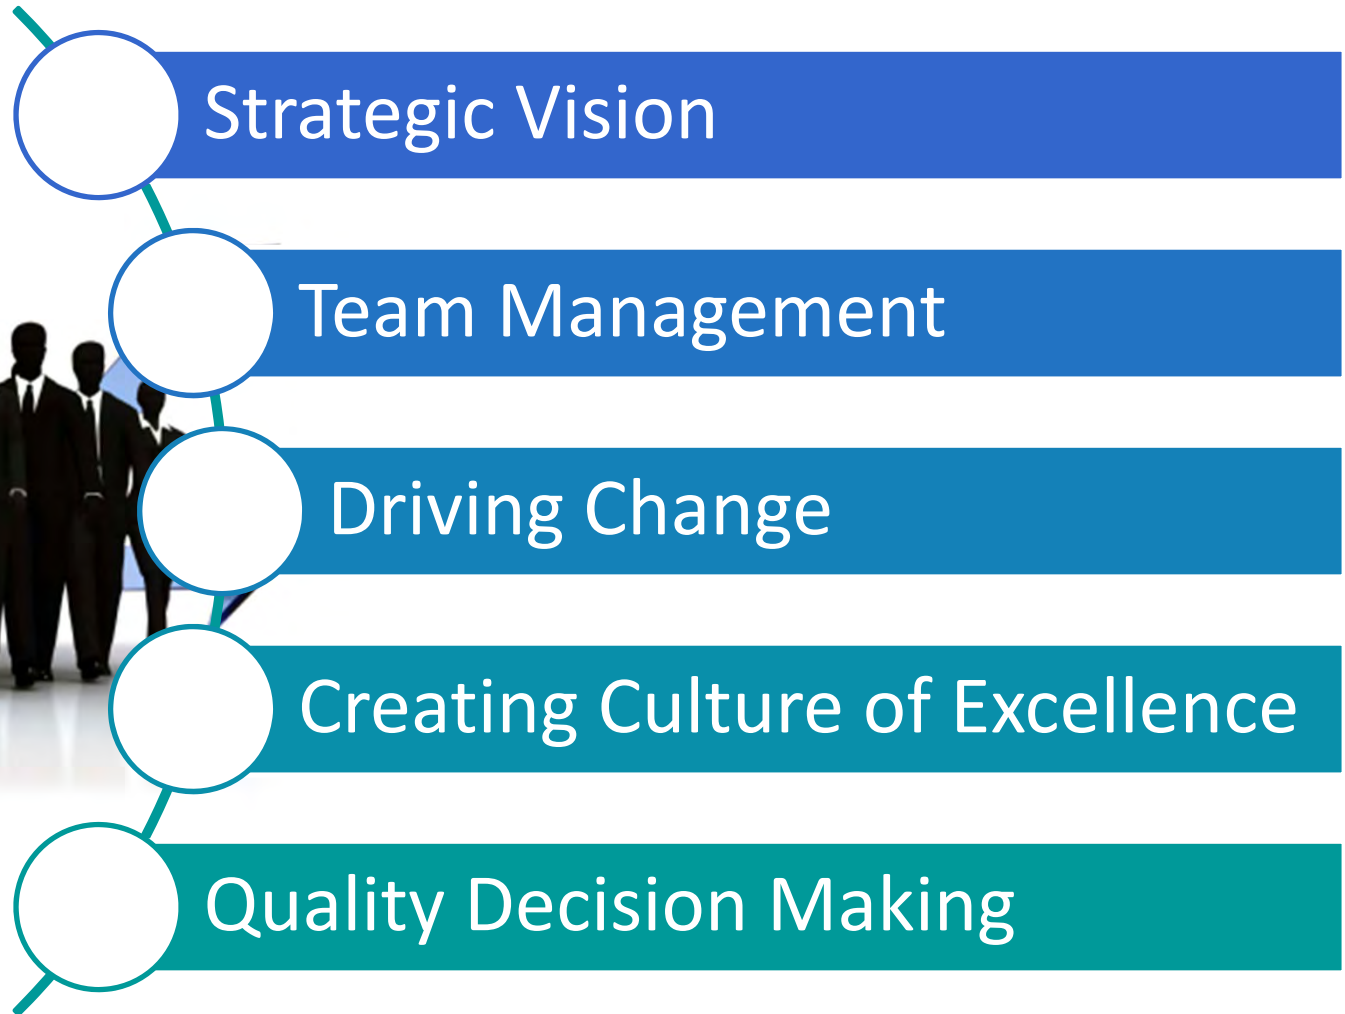 Strategic Vision
Team Management
Driving Change
Creating Culture of Excellence
Quality Decision Making